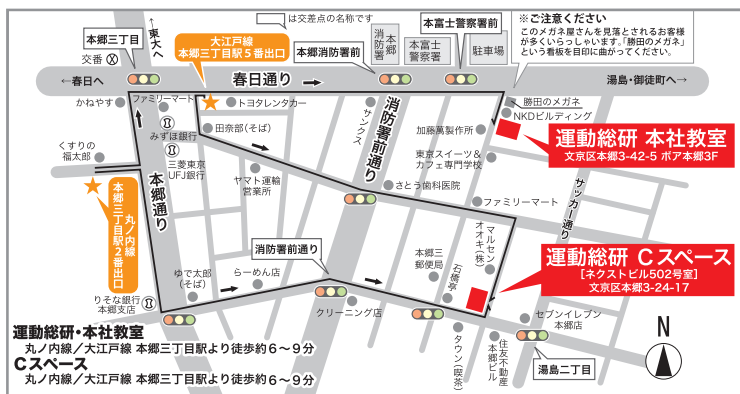 は交差点の名称です
↑東大へ
本郷三丁目
交番
大江戸線
本郷三丁目駅5番出口
本郷消防署前
本郷
消防署
本富士警察署前
本富士
警察署
駐車場
※ご注意ください
このメガネ屋さんを見落とされるお客様
が多くいらっしゃいます。「勝田のメガネ」
という看板を目印に曲がってください。
←春日へ
春日通り
湯島・御徒町へ→
かねやす
ファミリーマート
トヨタレンタカー
サンクス
消防署前通り
勝田のメガネ
NKDビルディング
みずほ銀行
田奈部(そば)
加藤萬製作所
運動総研 本社教室
文京区本郷3-42-5 ボア本郷3F
くすりの
福太郎
三菱東京
UFJ銀行
東京スイーツ&
カフェ専門学校
ヤマト運輸
営業所
さとう歯科医院
サッカー通り
本郷通り
丸ノ内線
本郷三丁目駅2番出口
ファミリーマート
消防署前通り
マルセン
オオキ(株)
本郷三
郵便局
石橋亭
運動総研 Cスペース
[ネクストビル502号室]
文京区本郷3-24-17
ゆで太郎
(そば)
らーめん店
りそな銀行
本郷支店
クリーニング店
セブンイレブン
本郷店
タウン(喫茶)
住友不動産
本郷ビル
湯島二丁目
N
運動総研・本社教室
丸ノ内線/大江戸線 本郷三丁目駅より徒歩約6~9分
Cスペース
丸ノ内線/大江戸線 本郷三丁目駅より徒歩約6~9分